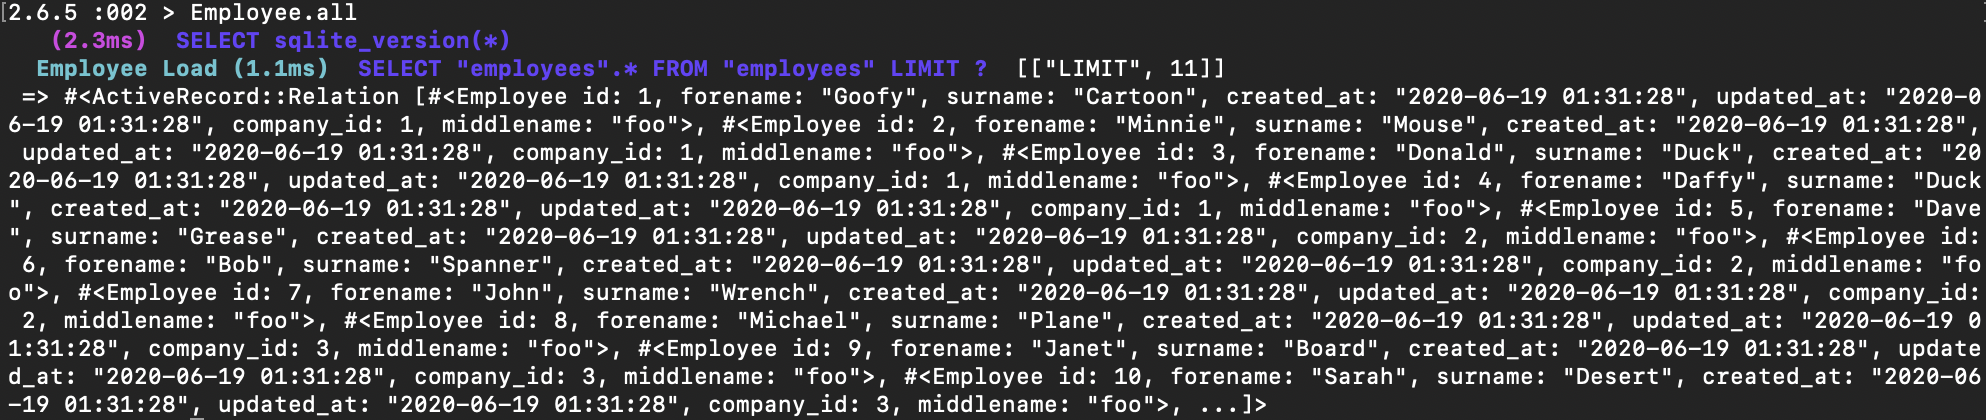 [2.6.5 :002 > Employee.all
(2.3ms)  SELECT sqlite_version(*)
Employee Load (1.1ms)  SELECT "employees".* FROM "employees" LIMIT ?  [["LIMIT", 11]]
=> #<ActiveRecord::Relation [#<Employee id: 1, forename: "Goofy", surname: "Cartoon", created_at: "2020-06-19 01:31:28", updated_at: "2020-0
6-19 01:31:28", company_id: 1, middlename: "foo">, #<Employee id: 2, forename: "Minnie", surname: "Mouse", created_at: "2020-06-19 01:31:28",
updated_at: "2020-06-19 01:31:28", company_id: 1, middlename: "foo">, #<Employee id: 3, forename: "Donald", surname: "Duck", created_at: "20
20-06-19 01:31:28", updated_at: "2020-06-19 01:31:28", company_id: 1, middlename: "foo">, #<Employee id: 4, forename: "Daffy", surname: "Duck
", created_at: "2020-06-19 01:31:28", updated_at: "2020-06-19 01:31:28", company_id: 1, middlename: "foo">, #<Employee id: 5, forename: "Dave
", surname: "Grease", created_at: "2020-06-19 01:31:28", updated_at: "2020-06-19 01:31:28", company_id: 2, middlename: "foo">, #<Employee id:
6, forename: "Bob", surname: "Spanner", created_at: "2020-06-19 01:31:28", updated_at: "2020-06-19 01:31:28", company_id: 2, middlename: "fo
o">, #<Employee id: 7, forename: "John", surname: "Wrench", created_at: "2020-06-19 01:31:28", updated_at: "2020-06-19 01:31:28", company_id:
2, middlename: "foo">, #<Employee id: 8, forename: "Michael", surname: "Plane", created_at: "2020-06-19 01:31:28", updated_at: "2020-06-19 0
1:31:28", company_id: 3, middlename: "foo">, #<Employee id: 9, forename: "Janet", surname: "Board", created_at: "2020-06-19 01:31:28", update
d_at: "2020-06-19 01:31:28", company_id: 3, middlename: "foo">, #<Employee id: 10, forename: "Sarah", surname: "Desert", created_at: "2020-06
-19 01:31:28", updated_at: "2020-06-19 01:31:28", company_id: 3, middlename: "foo">, ...]>